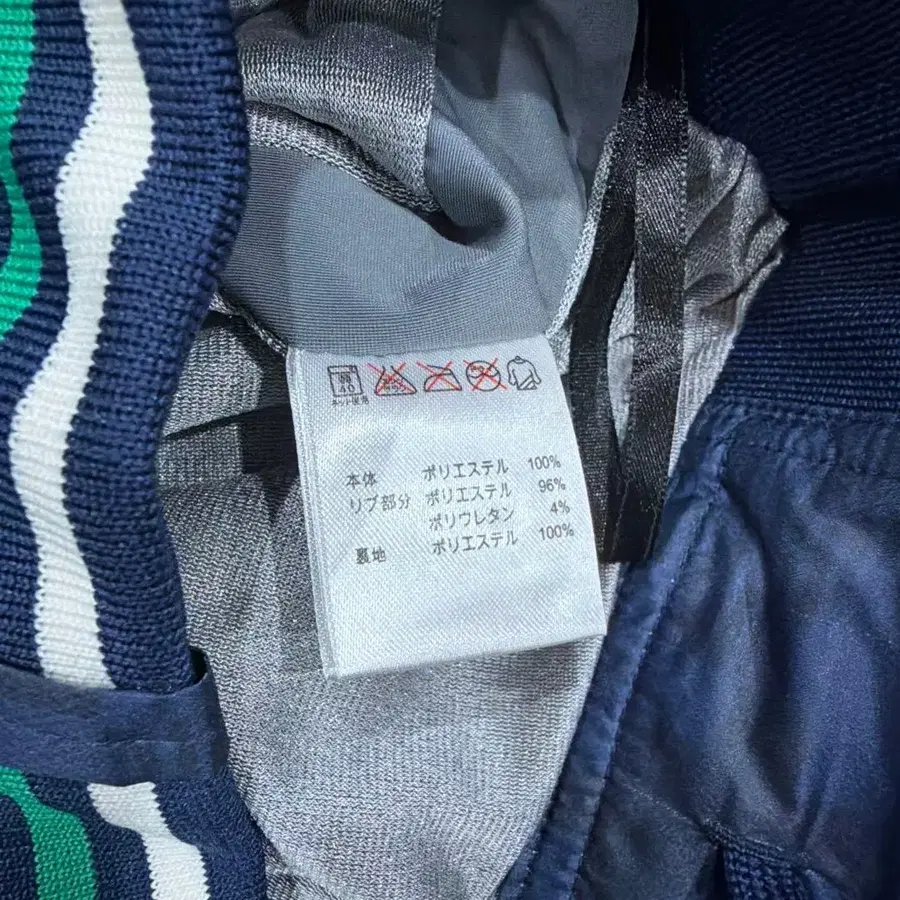 本体 ポリエステル 100%
リブ部分 ポリエステル 96%
ポリウレタン 4%
裏地 ポリエステル 100%